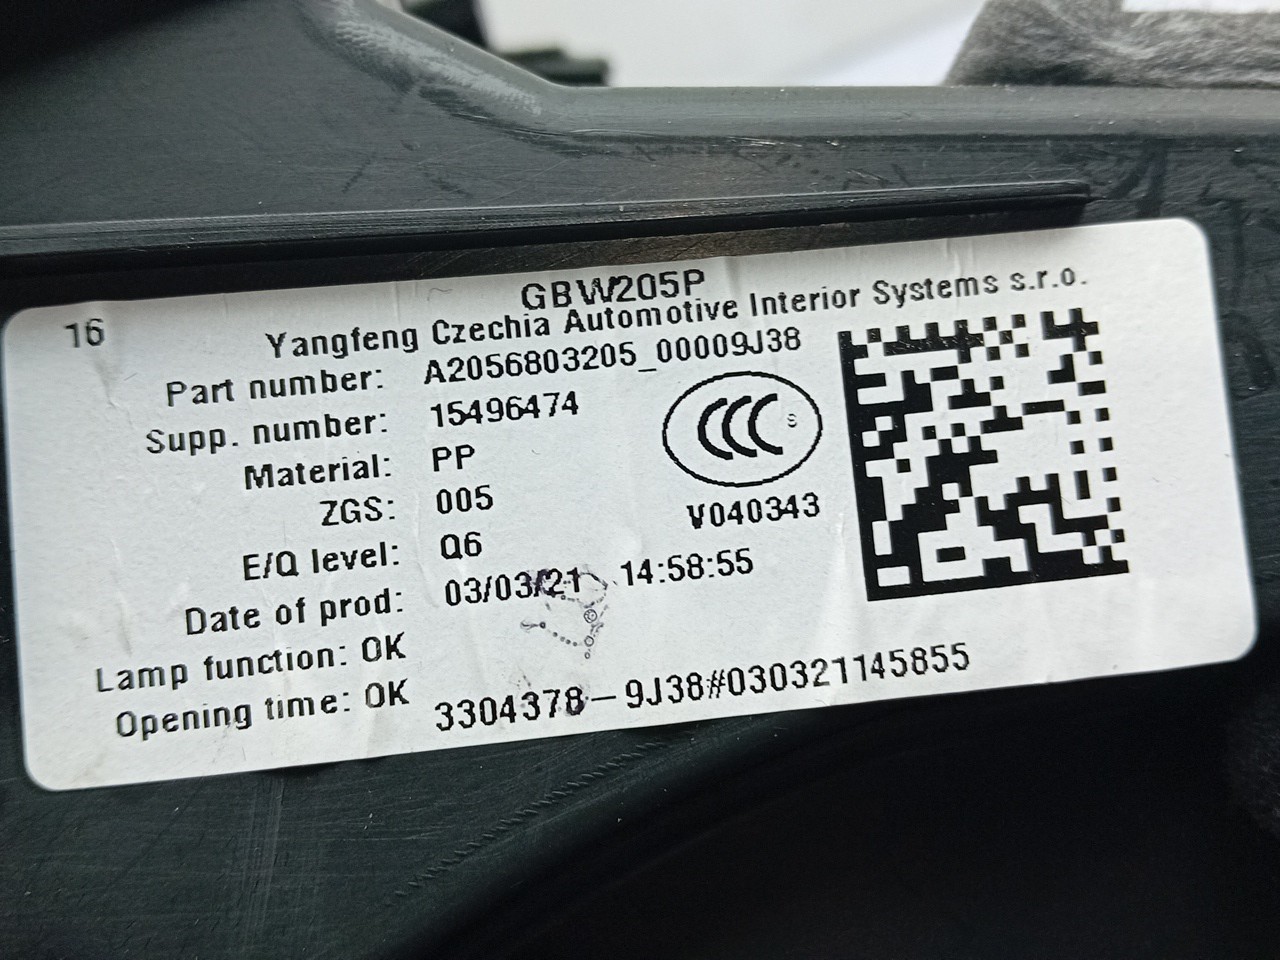 GBW205P
16
Yangfeng Czechia Automotive Interior Systems s.r.o.
Part number: A2056803205_00009J38
Supp. number: 15496474
CCC S
Material: PP
ZGS: 005
V040343
E/Q level: Q6
Date of prod: 03/03/21 14:58:55
Lamp function: OK
Opening time: OK
3304378-9J38#030321145855